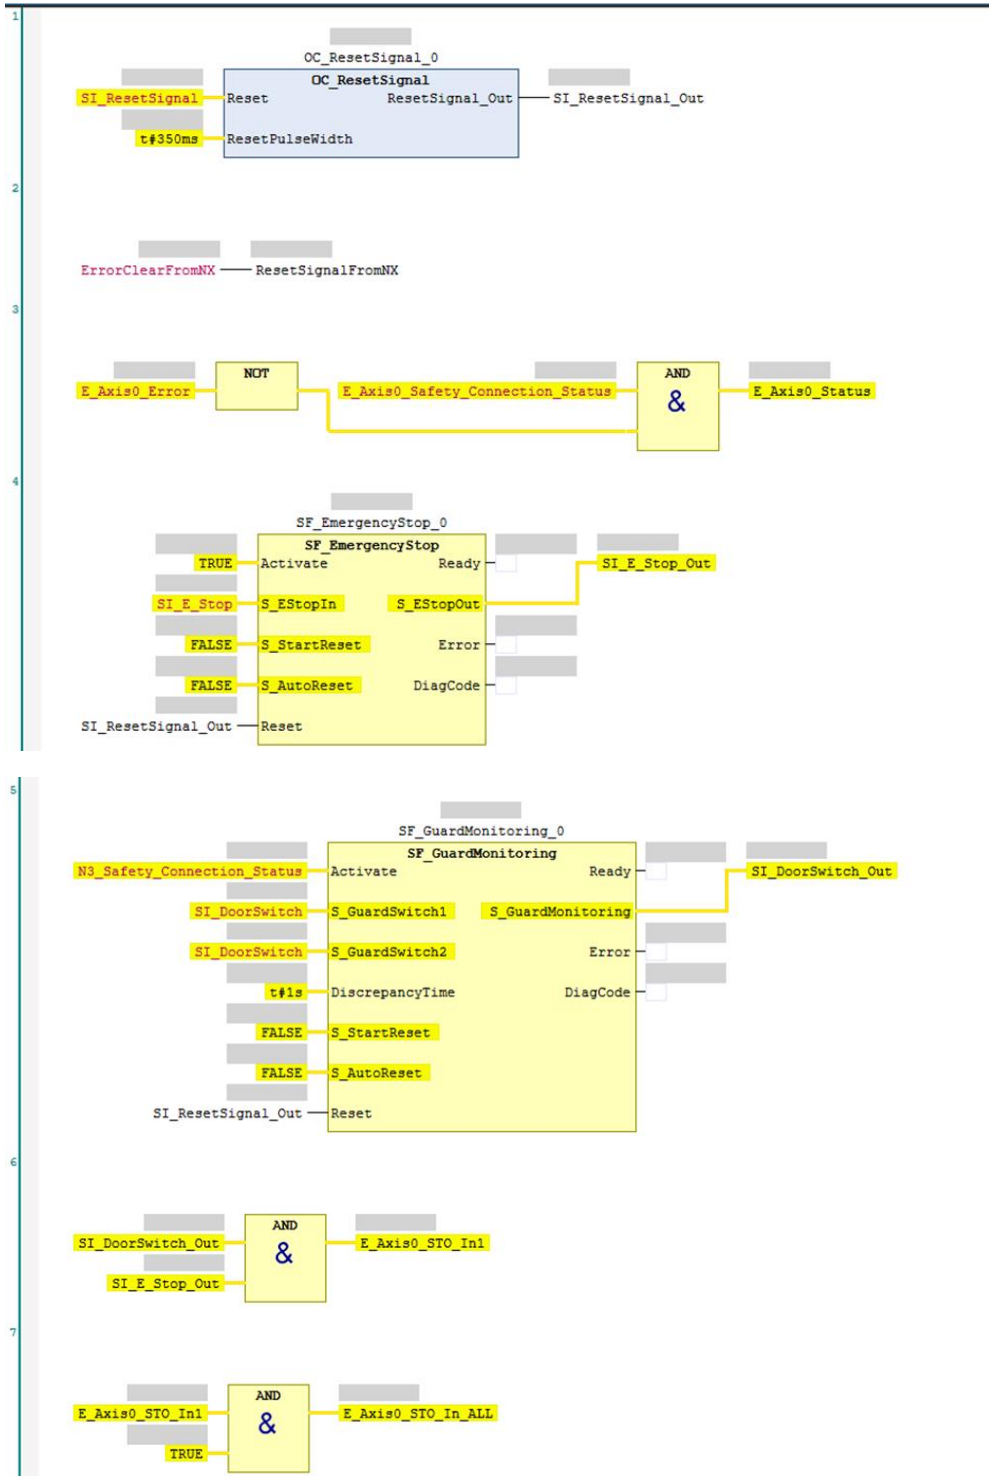 1
OC_ResetSignal_0
OC_ResetSignal
SI_ResetSignal Reset ResetSignal_Out SI_ResetSignal_Out
t#350ms ResetPulseWidth
2
ErrorClearFromNX ResetSignalFromNX
3
NOT AND
E_Axis0_Error E_Axis0_Safety_Connection_Status & E_Axis0_Status
4
SF_EmergencyStop_0
SF_EmergencyStop
TRUE Activate Ready SI_E_Stop_Out
SI_E_Stop S_EStopIn S_EStopOut
FALSE S_StartReset Error
FALSE S_AutoReset DiagCode
SI_ResetSignal_Out Reset
5
SF_GuardMonitoring_0
SF_GuardMonitoring
N3_Safety_Connection_Status Activate Ready SI_DoorSwitch_Out
SI_DoorSwitch S_GuardSwitch1 S_GuardMonitoring
SI_DoorSwitch S_GuardSwitch2 Error
t#1s DiscrepancyTime DiagCode
FALSE S_StartReset
FALSE S_AutoReset
SI_ResetSignal_Out Reset
6
AND
SI_DoorSwitch_Out & E_Axis0_STO_In1
SI_E_Stop_Out
7
AND
E_Axis0_STO_In1 & E_Axis0_STO_In_ALL
TRUE